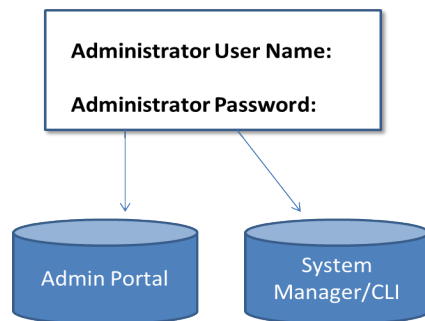 Administrator User Name:
Administrator Password:
Admin Portal
System
Manager/CLI